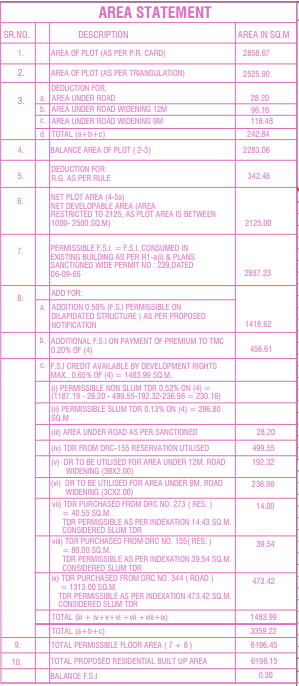 AREA STATEMENT
SR.NO. DESCRIPTION AREA IN SQ.M
1. AREA OF PLOT (AS PER P.R. CARD) 2858.67
2. AREA OF PLOT (AS PER TRIANGULATION) 2525.90
3. DEDUCTION FOR:
a. AREA UNDER ROAD 28.20
b. AREA UNDER ROAD WIDENING 12M 96.16
c. AREA UNDER ROAD WIDENING 9M 118.48
d. TOTAL (a+b+c) 242.84
4. BALANCE AREA OF PLOT ( 2-3) 2283.06
5. DEDUCTION FOR:
R.G. AS PER RULE 342.46
6. NET PLOT AREA (4-5a)
NET DEVELOPABLE AREA (AREA
RESTRICTED TO 2125, AS PLOT AREA IS BETWEEN
1000- 2500 SQ.M) 2125.00
7. PERMISSIBLE F.S.I. = F.S.I. CONSUMED IN
EXISTING BUILDING AS PER R1-a(i) & PLANS
SANCTIONED WIDE PERMIT NO : 239,DATED
06-09-65 2837.23
8. ADD FOR:
a. ADDITION 0.50% (F.S.I PERMISSIBLE ON
DILAPIDATED STRUCTURE ) AS PER PROPOSED
NOTIFICATION 1418.62
b. ADDITIONAL F.S.I ON PAYMENT OF PREMIUM TO TMC
0.20% OF (4) 456.61
c. F.S.I CREDIT AVAILABLE BY DEVELOPMENT RIGHTS
MAX.. 0.65% OF (4) = 1483.99 SQ.M.
(i) PERMISSIBLE NON SLUM TDR 0.52% ON (4) =
(1187.19 - 28.20 - 499.55-192.32-236.96 = 230.16)
(ii) PERMISSIBLE SLUM TDR 0.13% ON (4) = 296.80
SQ.M
(iii) AREA UNDER ROAD AS PER SANCTIONED 28.20
(iv) TDR FROM DRC-155 RESERVATION UTILISED 499.55
(v) DR TO BE UTILISED FOR AREA UNDER 12M. ROAD 192.32
WIDENING (3BX2.00)
(vi) DR TO BE UTILISED FOR AREA UNDER 9M. ROAD 236.96
WIDENING (3CX2.00)
vii) TDR PURCHASED FROM DRC NO. 273 ( RES. ) 14.00
= 40.55 SQ.M.
TDR PERMISSIBLE AS PER INDEXATION 14.43 SQ.M.
CONSIDERED SLUM TDR
viii) TDR PURCHASED FROM DRC NO. 155( RES. ) 39.54
= 80.00 SQ.M.
TDR PERMISSIBLE AS PER INDEXATION 39.54 SQ.M.
CONSIDERED SLUM TDR
ix) TDR PURCHASED FROM DRC NO. 344 ( ROAD ) 473.42
= 1313.00 SQ.M.
TDR PERMISSIBLE AS PER INDEXATION 473.42 SQ.M.
CONSIDERED SLUM TDR
TOTAL (iii + iv+v+vi +vii +viii+ix) 1483.99
TOTAL (a+b+c) 3359.22
9. TOTAL PERMISSIBLE FLOOR AREA ( 7 + 8 ) 6196.45
10. TOTAL PROPOSED RESIDENTIAL BUILT UP AREA 6196.15
BALANCE F.S.I 0.30